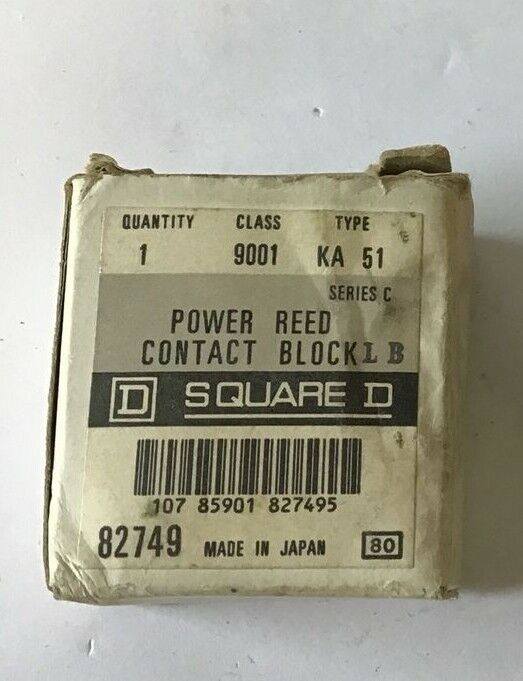 QUANTITY CLASS TYPE
1 9001 KA 51
SERIES C
POWER REED
CONTACT BLOCK L B
D SQUARE D
107 85901 827495
82749 MADE IN JAPAN 80